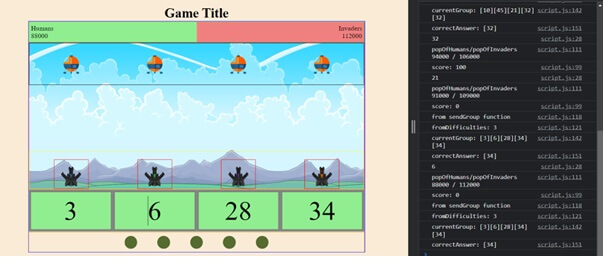 Game Title
Humans
88000
Invaders
112000
3
6
28
34
currentGroup: [10][45][21][32] script.js:142
[32]
correctAnswer: [32] script.js:151
32 script.js:28
popOfHumans/popOfInvaders script.js:111
94000 / 106000
score: 100 script.js:99
21 script.js:28
popOfHumans/popOfInvaders script.js:111
91000 / 109000
score: 0 script.js:99
from sendGroup function script.js:118
fromDifficulties: 3 script.js:121
currentGroup: [3][6][28][34] script.js:142
[34]
correctAnswer: [34] script.js:151
6 script.js:28
popOfHumans/popOfInvaders script.js:111
88000 / 112000
score: 0 script.js:99
from sendGroup function script.js:118
fromDifficulties: 3 script.js:121
currentGroup: [3][6][28][34] script.js:142
[34]
correctAnswer: [34] script.js:151